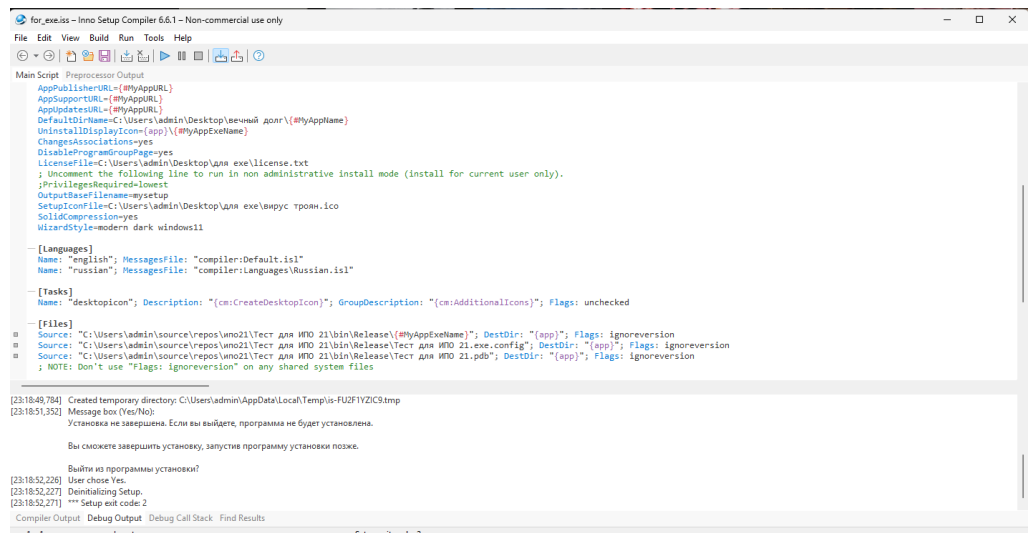 for_exe.iss – Inno Setup Compiler 6.6.1 – Non-commercial use only
File Edit View Build Run Tools Help
Main Script Preprocessor Output
AppPublisherURL={#MyAppURL}
AppSupportURL={#MyAppURL}
AppUpdatesURL={#MyAppURL}
DefaultDirName=C:\Users\admin\Desktop\вечный долг\{#MyAppName}
UninstallDisplayIcon={app}\{#MyAppExeName}
ChangesAssociations=yes
DisableProgramGroupPage=yes
LicenseFile=C:\Users\admin\Desktop\для exe\license.txt
; Uncomment the following line to run in non administrative install mode (install for current user only).
;PrivilegesRequired=lowest
OutputBaseFilename=mysetup
SetupIconFile=C:\Users\admin\Desktop\для exe\вирус троян.ico
SolidCompression=yes
WizardStyle=modern dark windows11
[Languages]
Name: "english"; MessagesFile: "compiler:Default.isl"
Name: "russian"; MessagesFile: "compiler:Languages\Russian.isl"
[Tasks]
Name: "desktopicon"; Description: "{cm:CreateDesktopIcon}"; GroupDescription: "{cm:AdditionalIcons}"; Flags: unchecked
[Files]
Source: "C:\Users\admin\source\repos\ипо21\Тест для ИПО 21\bin\Release\{#MyAppExeName}"; DestDir: "{app}"; Flags: ignoreversion
Source: "C:\Users\admin\source\repos\ипо21\Тест для ИПО 21\bin\Release\Тест для ИПО 21.exe.config"; DestDir: "{app}"; Flags: ignoreversion
Source: "C:\Users\admin\source\repos\ипо21\Тест для ИПО 21\bin\Release\Тест для ИПО 21.pdb"; DestDir: "{app}"; Flags: ignoreversion
; NOTE: Don't use "Flags: ignoreversion" on any shared system files
[23:18:49,784] Created temporary directory: C:\Users\admin\AppData\Local\Temp\is-FU2F1YZIC9.tmp
[23:18:51,352] Message box (Yes/No):
Установка не завершена. Если вы выйдете, программа не будет установлена.
Вы сможете завершить установку, запустив программу установки позже.
Выйти из программы установки?
[23:18:52,226] User chose Yes.
[23:18:52,227] Deinitializing Setup.
[23:18:52,271] *** Setup exit code: 2
Compiler Output Debug Output Debug Call Stack Find Results